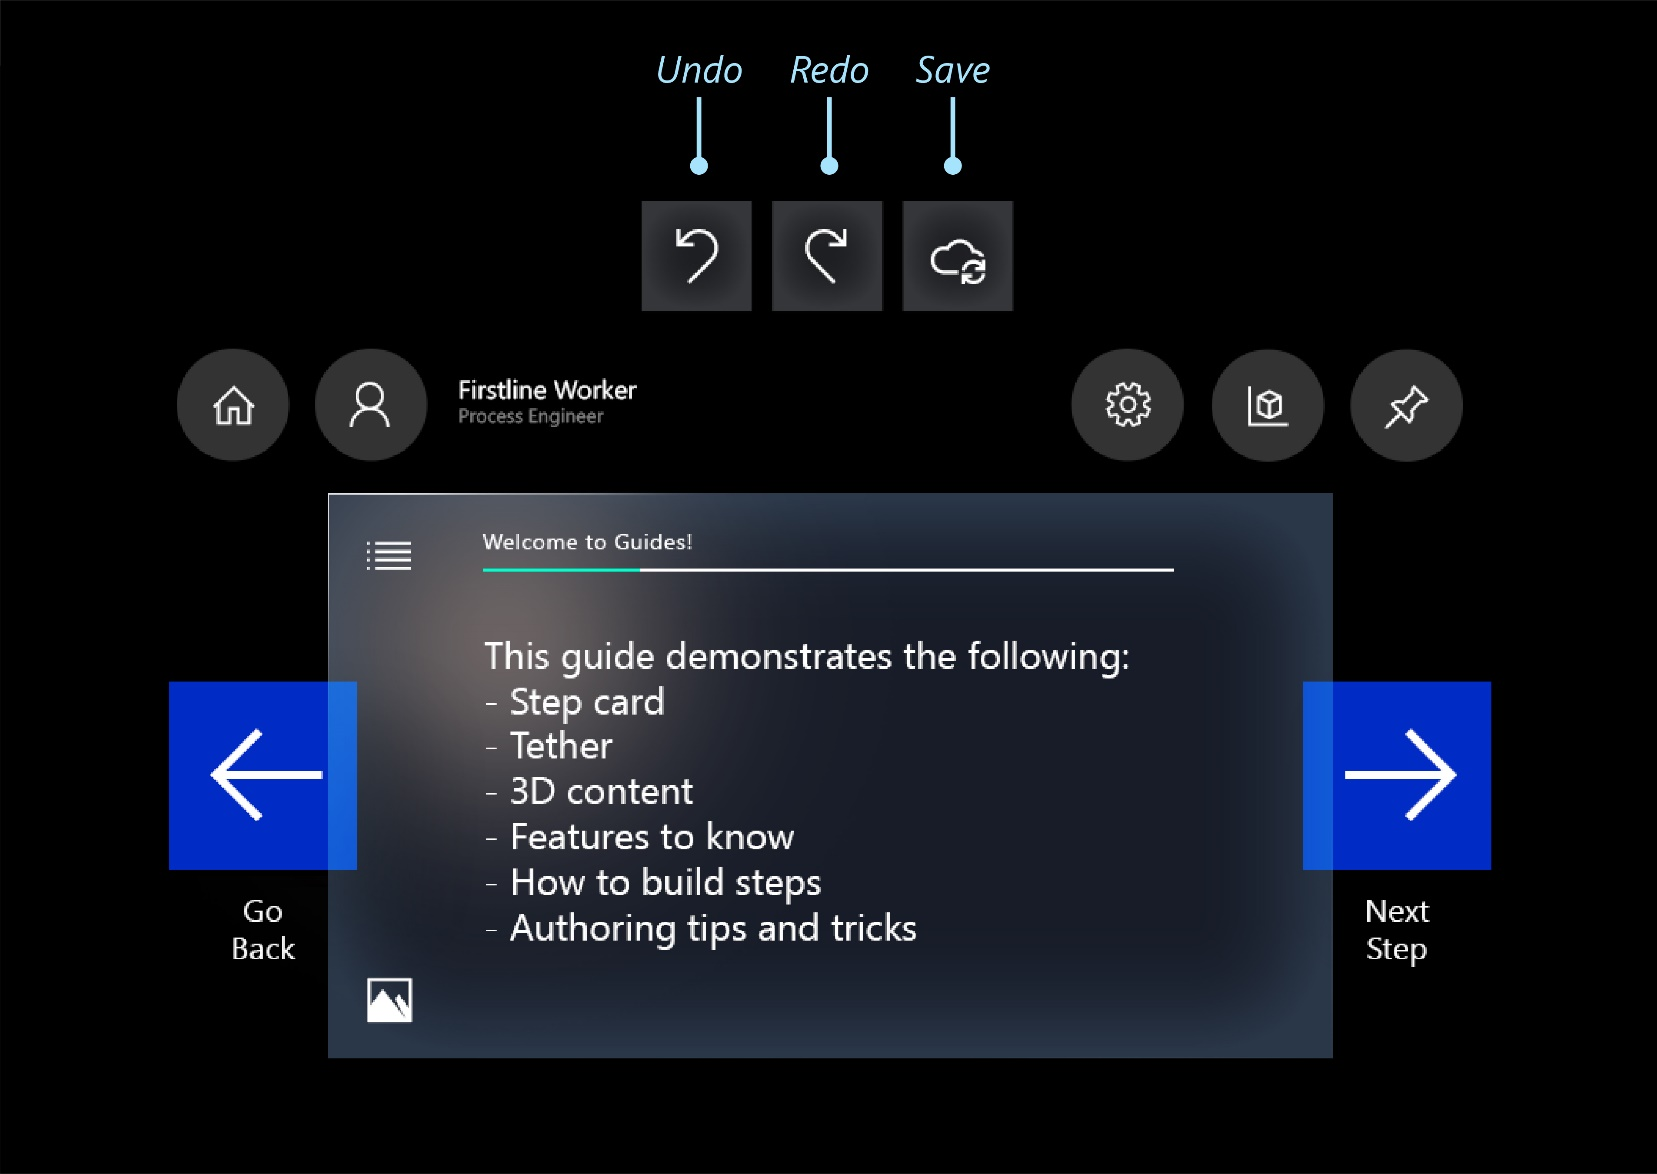 Undo Redo Save
Firstline Worker
Process Engineer
Welcome to Guides!
This guide demonstrates the following:
- Step card
- Tether
- 3D content
- Features to know
- How to build steps
- Authoring tips and tricks
Go
Back
Next
Step